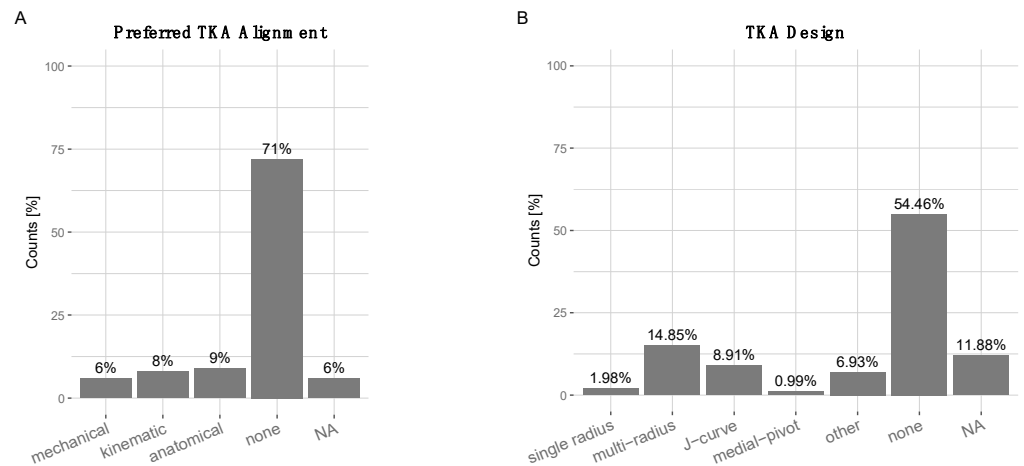 A
Preferred TKA Alignment
Counts [%]
100
75
50
25
0
6%
8%
9%
71%
6%
mechanical
kinematic
anatomical
none
NA
B
TKA Design
Counts [%]
100
75
50
25
0
1.98%
14.85%
8.91%
0.99%
6.93%
54.46%
11.88%
single radius
multi-radius
J-curve
medial-pivot
other
none
NA